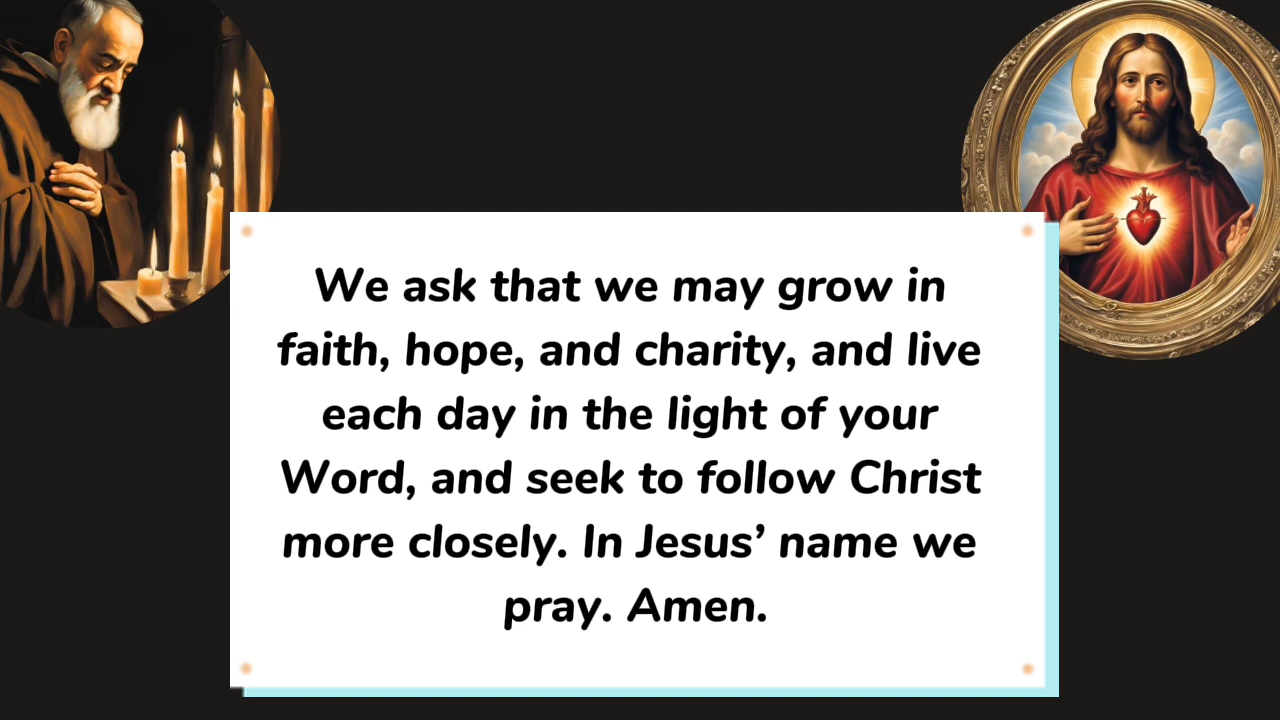 We ask that we may grow in
faith, hope, and charity, and live
each day in the light of your
Word, and seek to follow Christ
more closely. In Jesus’ name we
pray. Amen.